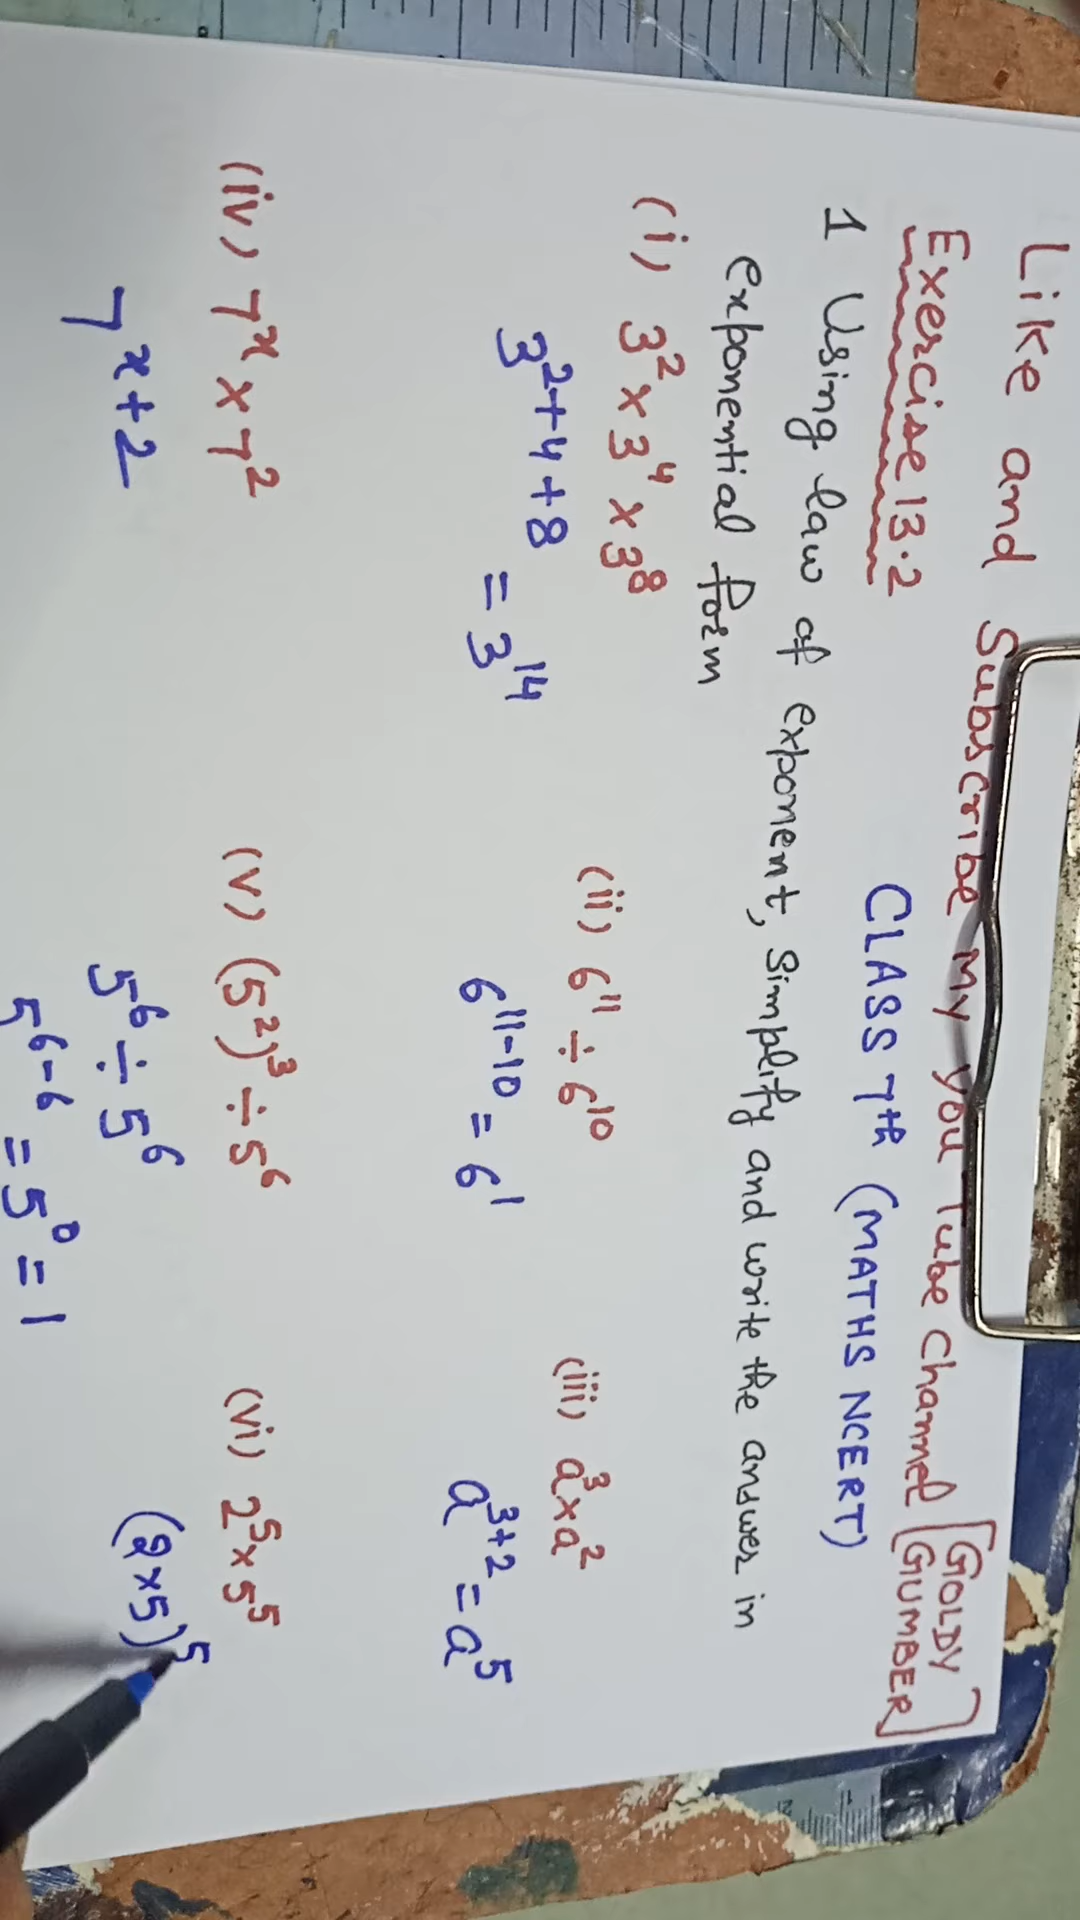 Like and Subscribe My you Tube Channel [GOLDY GUMBER]
Exercise 13.2
CLASS 7th (MATHS NCERT)
1 Using law of exponent, Simplify and write the answer in
exponential form
(i) 3² × 3⁴ × 3⁸
3²⁺⁴⁺⁸
= 3¹⁴
(ii) 6¹¹ ÷ 6¹⁰
6¹¹⁻¹⁰ = 6¹
(iii) a³ × a²
a³⁺² = a⁵
(iv) 7ˣ × 7²
7ˣ⁺²
(v) (5²)³ ÷ 5⁶
5⁶ ÷ 5⁶
5⁶⁻⁶ = 5⁰ = 1
(vi) 2⁵ × 5⁵
(2×5)⁵